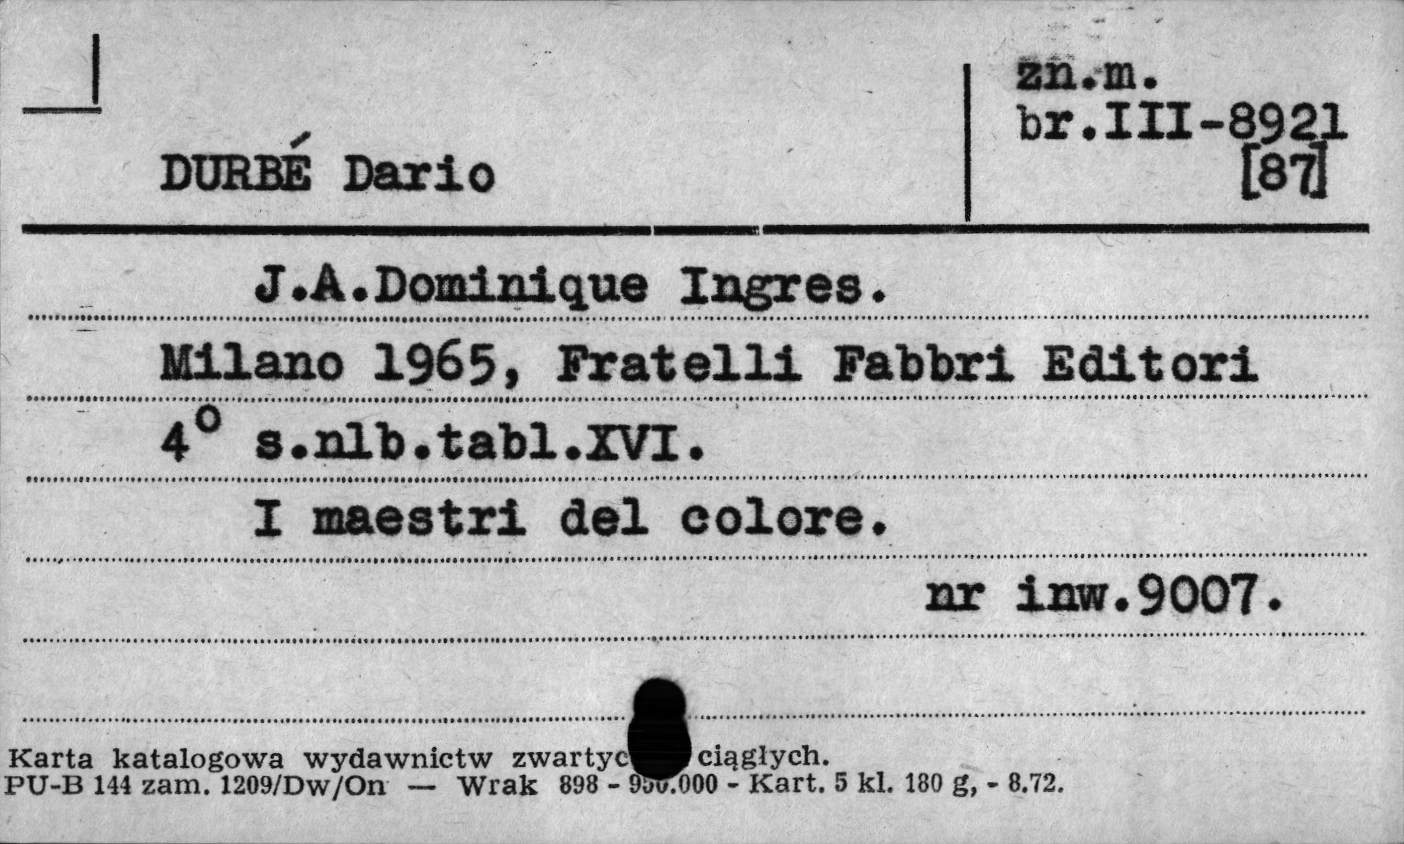 zn.m.
br.III-8921
[87]
DURBÉ Dario
J.A.Dominique Ingres.
Milano 1965, Fratelli Fabbri Editori
4° s.nlb.tabl.XVI.
I maestri del colore.
nr inw.9007.
Karta katalogowa wydawnictw ciągłych.
PU-B 144 zam. 1209/Dw/On — Wrak 898 - 950.000 - Kart. 5 kl. 180 g, - 8.72.